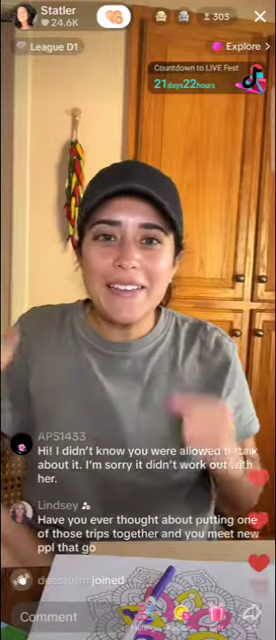 Statler
24.6K
305
League D1
Explore >
Countdown to LIVE Fest
21days22hours
APS1433
Hi! I didn't know you were allowed to talk
about it. I'm sorry it didn't work out with
her.
Lindsey
Have you ever thought about putting one
of those trips together and you meet new
ppl that go
joined
Comment